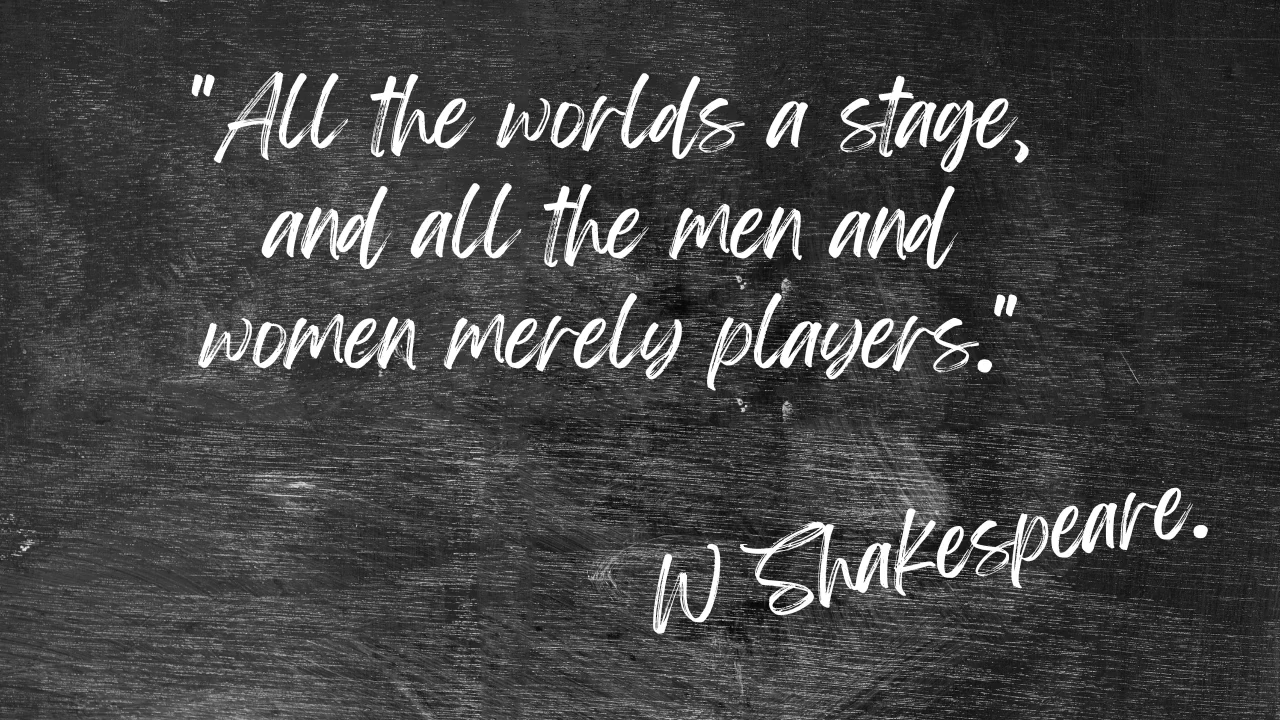 "All the worlds a stage,
and all the men and
women merely players."
W Shakespeare.